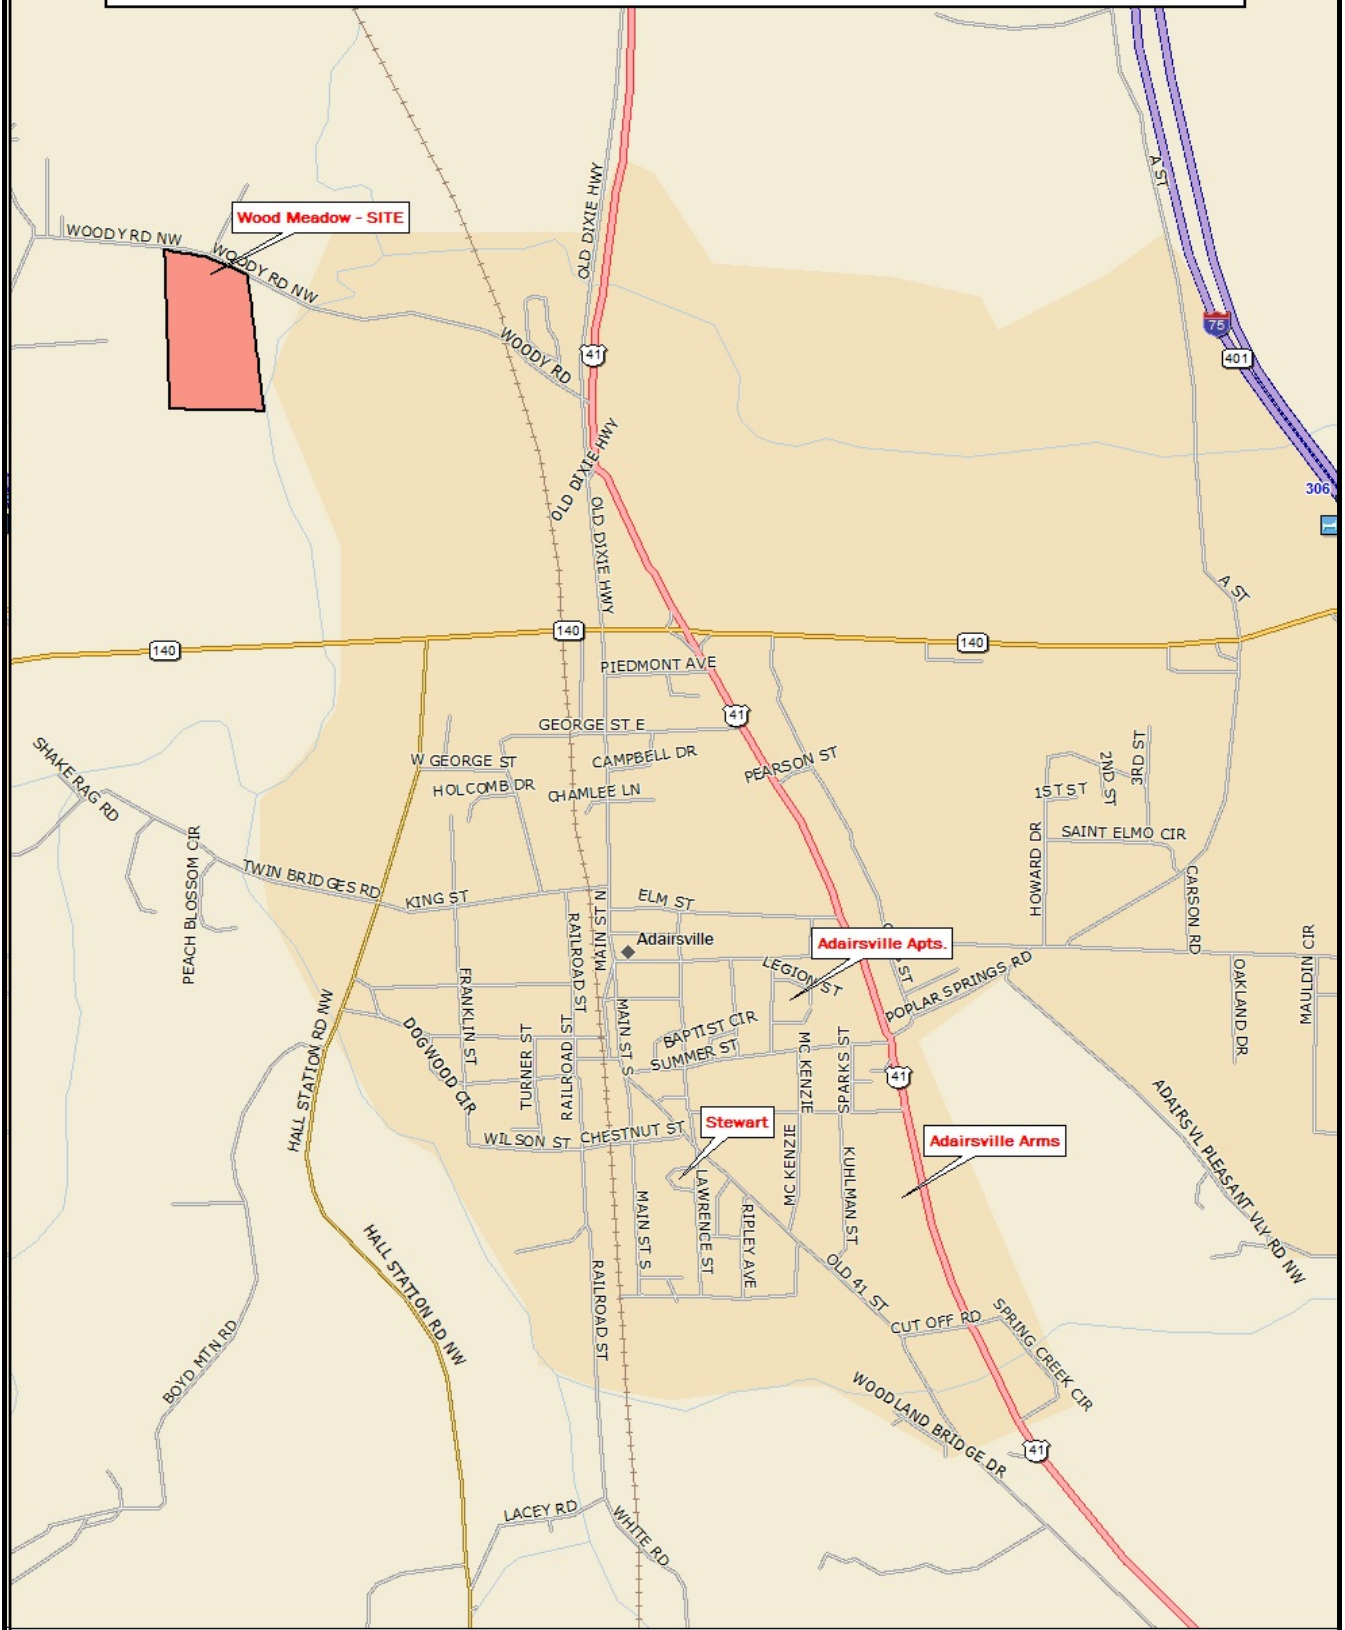 A ST
OLD DIXIE HWY
Wood Meadow - SITE
WOODY RD NW
WOODY RD NW
75
401
41
WOODY RD
OLD DIXIE HWY
306
OLD DIXIE HWY
A ST
140
140
140
PIEDMONT AVE
41
GEORGE ST E
W GEORGE ST
CAMPBELL DR
PEARSON ST
SHAKE RAG RD
HOLCOMB DR
CHAMLEE LN
1ST ST
2ND ST
3RD ST
SAINT ELMO CIR
HOWARD DR
PEACH BLOSSOM CIR
TWIN BRIDGES RD
KING ST
ELM ST
CARSON RD
N MAIN ST
RAILROAD ST
Adairsville
Adairsville Apts.
LEGION ST
POPLAR SPRINGS RD
OAKLAND DR
MAULDIN CIR
FRANKLIN ST
HALL STATION RD NW
DOGWOOD CIR
TURNER ST
RAILROAD ST
MAIN ST S
BAPTIST CIR
SUMMER ST
MC KENZIE
SPARKS ST
41
ADAIRSVL PLEASANT VLY RD NW
Stewart
WILSON ST
CHESTNUT ST
Adairsville Arms
MC KENZIE
KUHLMAN ST
LAWRENCE ST
MAIN ST S
RIPLEY AVE
HALL STATION RD NW
RAILROAD ST
OLD 41 ST
CUT OFF RD
SPRING CREEK CIR
BOYD MTN RD
WOODLAND BRIDGE DR
41
LACEY RD
WHITE RD